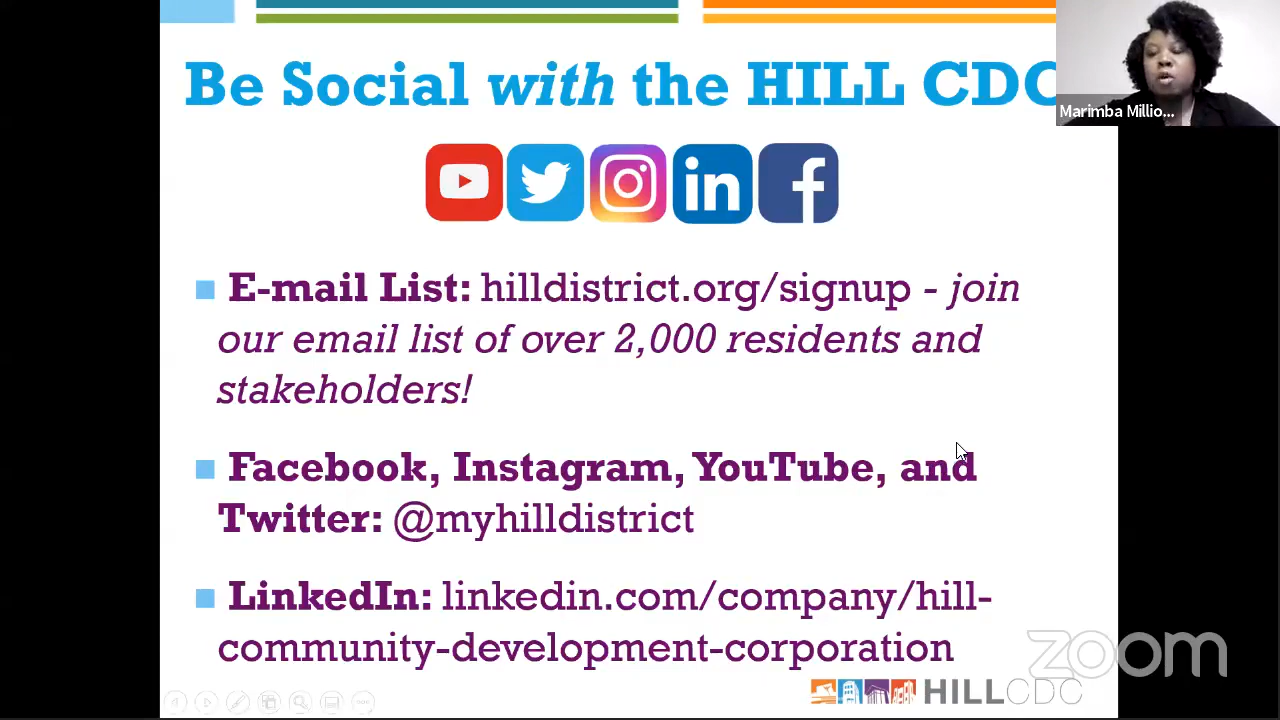 Be Social with the HILL CDC
Marimba Millio...
in
f
E-mail List: hilldistrict.org/signup - join
our email list of over 2,000 residents and
stakeholders!
Facebook, Instagram, YouTube, and
Twitter: @myhilldistrict
LinkedIn: linkedin.com/company/hill-
community-development-corporation
zoom
HILLCDC